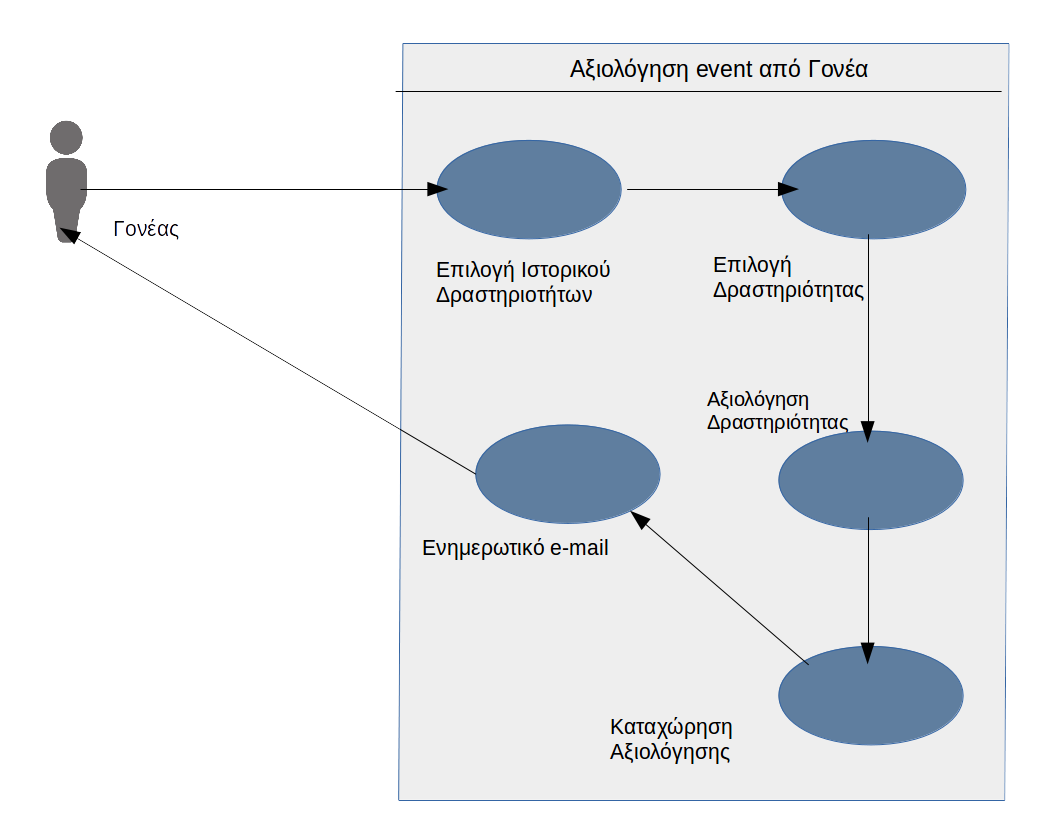 Αξιολόγηση event από Γονέα
Γονέας
Επιλογή Ιστορικού
Δραστηριοτήτων
Επιλογή
Δραστηριότητας
Αξιολόγηση
Δραστηριότητας
Ενημερωτικό e-mail
Καταχώρηση
Αξιολόγησης